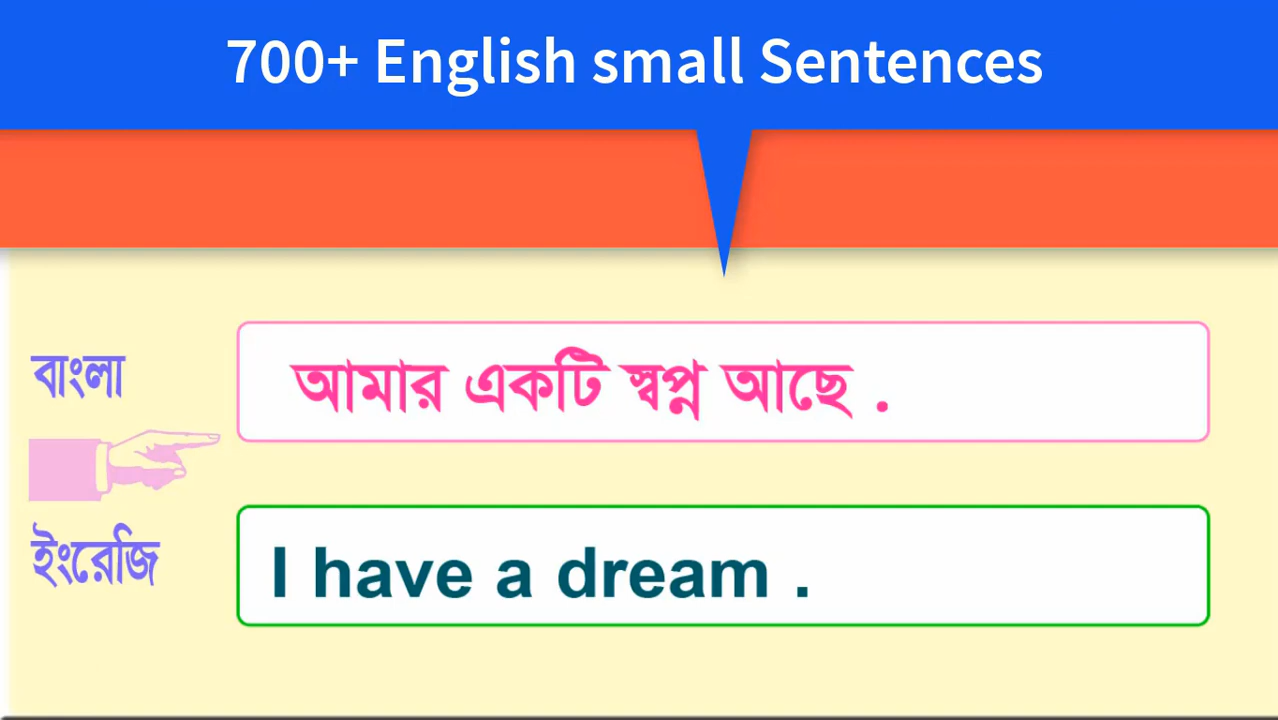 700+ English small Sentences
বাংলা
আমার একটি স্বপ্ন আছে .
ইংরেজি
I have a dream .